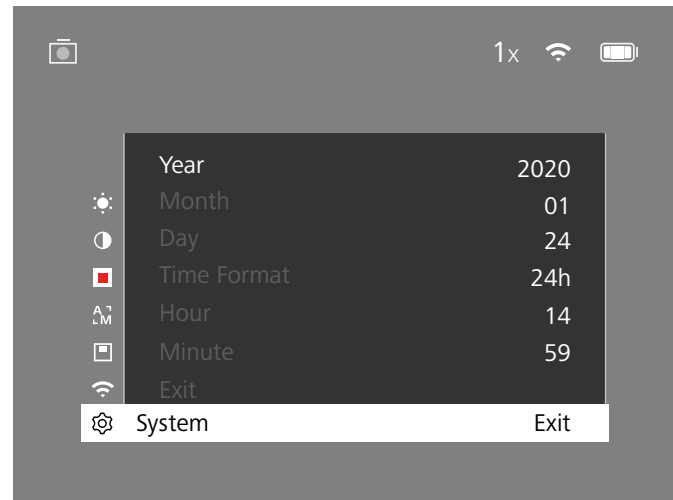 1x
Year 2020
Month 01
Day 24
Time Format 24h
Hour 14
Minute 59
A
M
Exit
System Exit